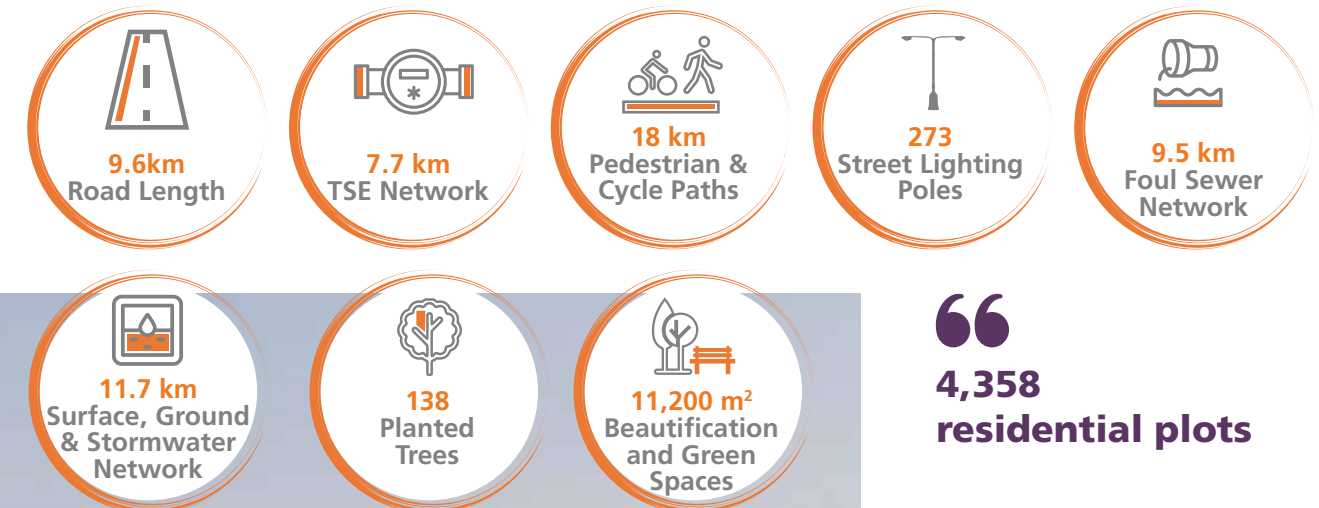 9.6km
Road Length
7.7 km
TSE Network
18 km
Pedestrian &
Cycle Paths
273
Street Lighting
Poles
9.5 km
Foul Sewer
Network
11.7 km
Surface, Ground
& Stormwater
Network
138
Planted
Trees
11,200 m²
Beautification
and Green
Spaces
“
4,358
residential plots